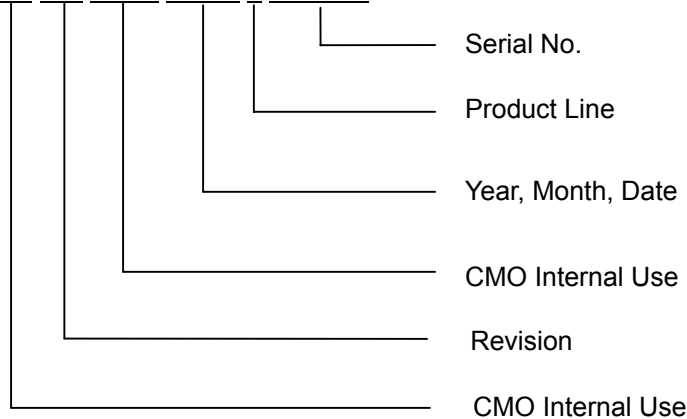 Serial No.
Product Line
Year, Month, Date
CMO Internal Use
Revision
CMO Internal Use